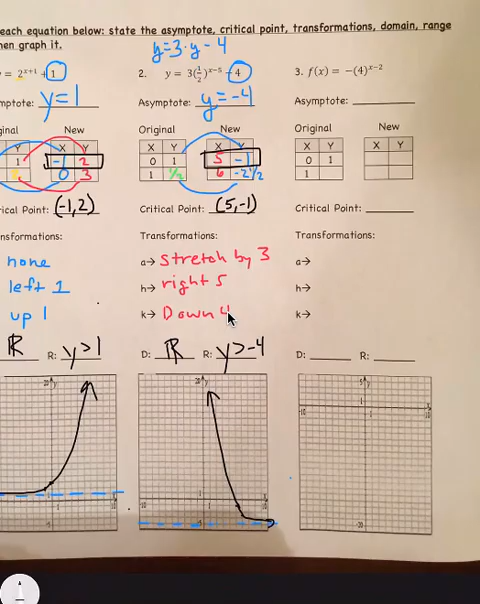 each equation below: state the asymptote, critical point, transformations, domain, range
hen graph it.
y=3·y-4
= 2^{x+1} + 1
2. y = 3(1/2)^{x-5} - 4
3. f(x) = -(4)^{x-2}
mptote: y=1
Asymptote: y=-4
Asymptote:
ginal New
Original New
Original New
Y X Y
X Y X Y
X Y X Y
1 -1 2
0 1 5 -1
0 1
0 3
1 1/2 6 -2 1/2
1
tical Point: (-1,2)
Critical Point: (5,-1)
Critical Point:
nsformations:
Transformations:
Transformations:
none
a→ Stretch by 3
a→
left 1
h→ right 5
h→
up 1
k→ Down 4
k→
ℝ R: y>1
D: ℝ R: y>-4
D: R: